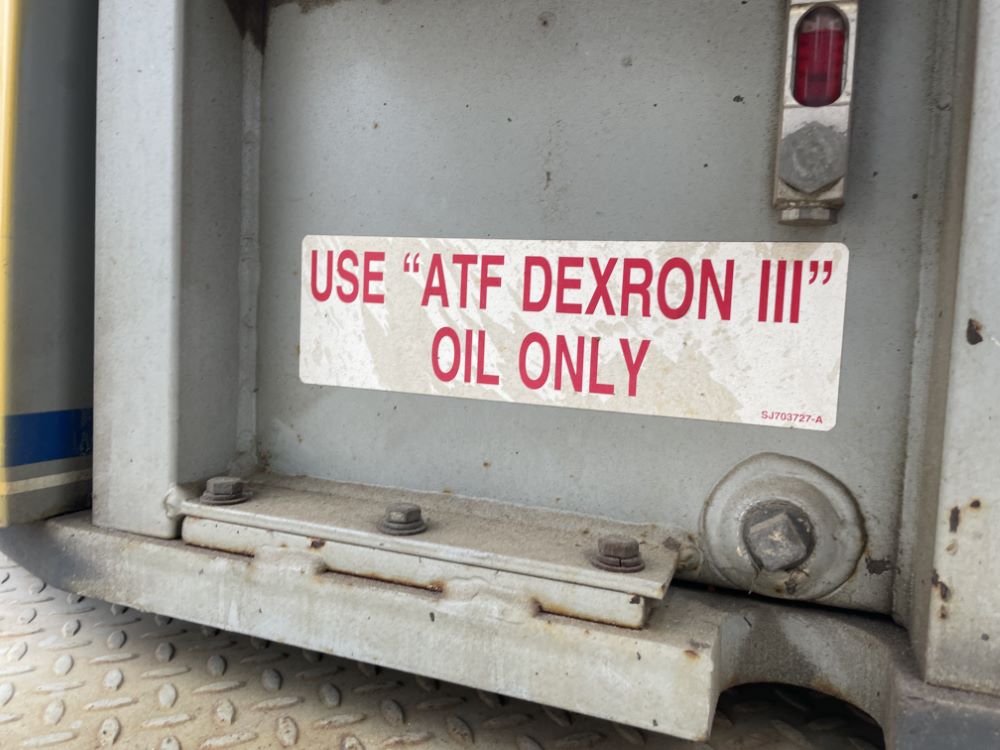 USE “ATF DEXRON III”
OIL ONLY
SJ703727-A